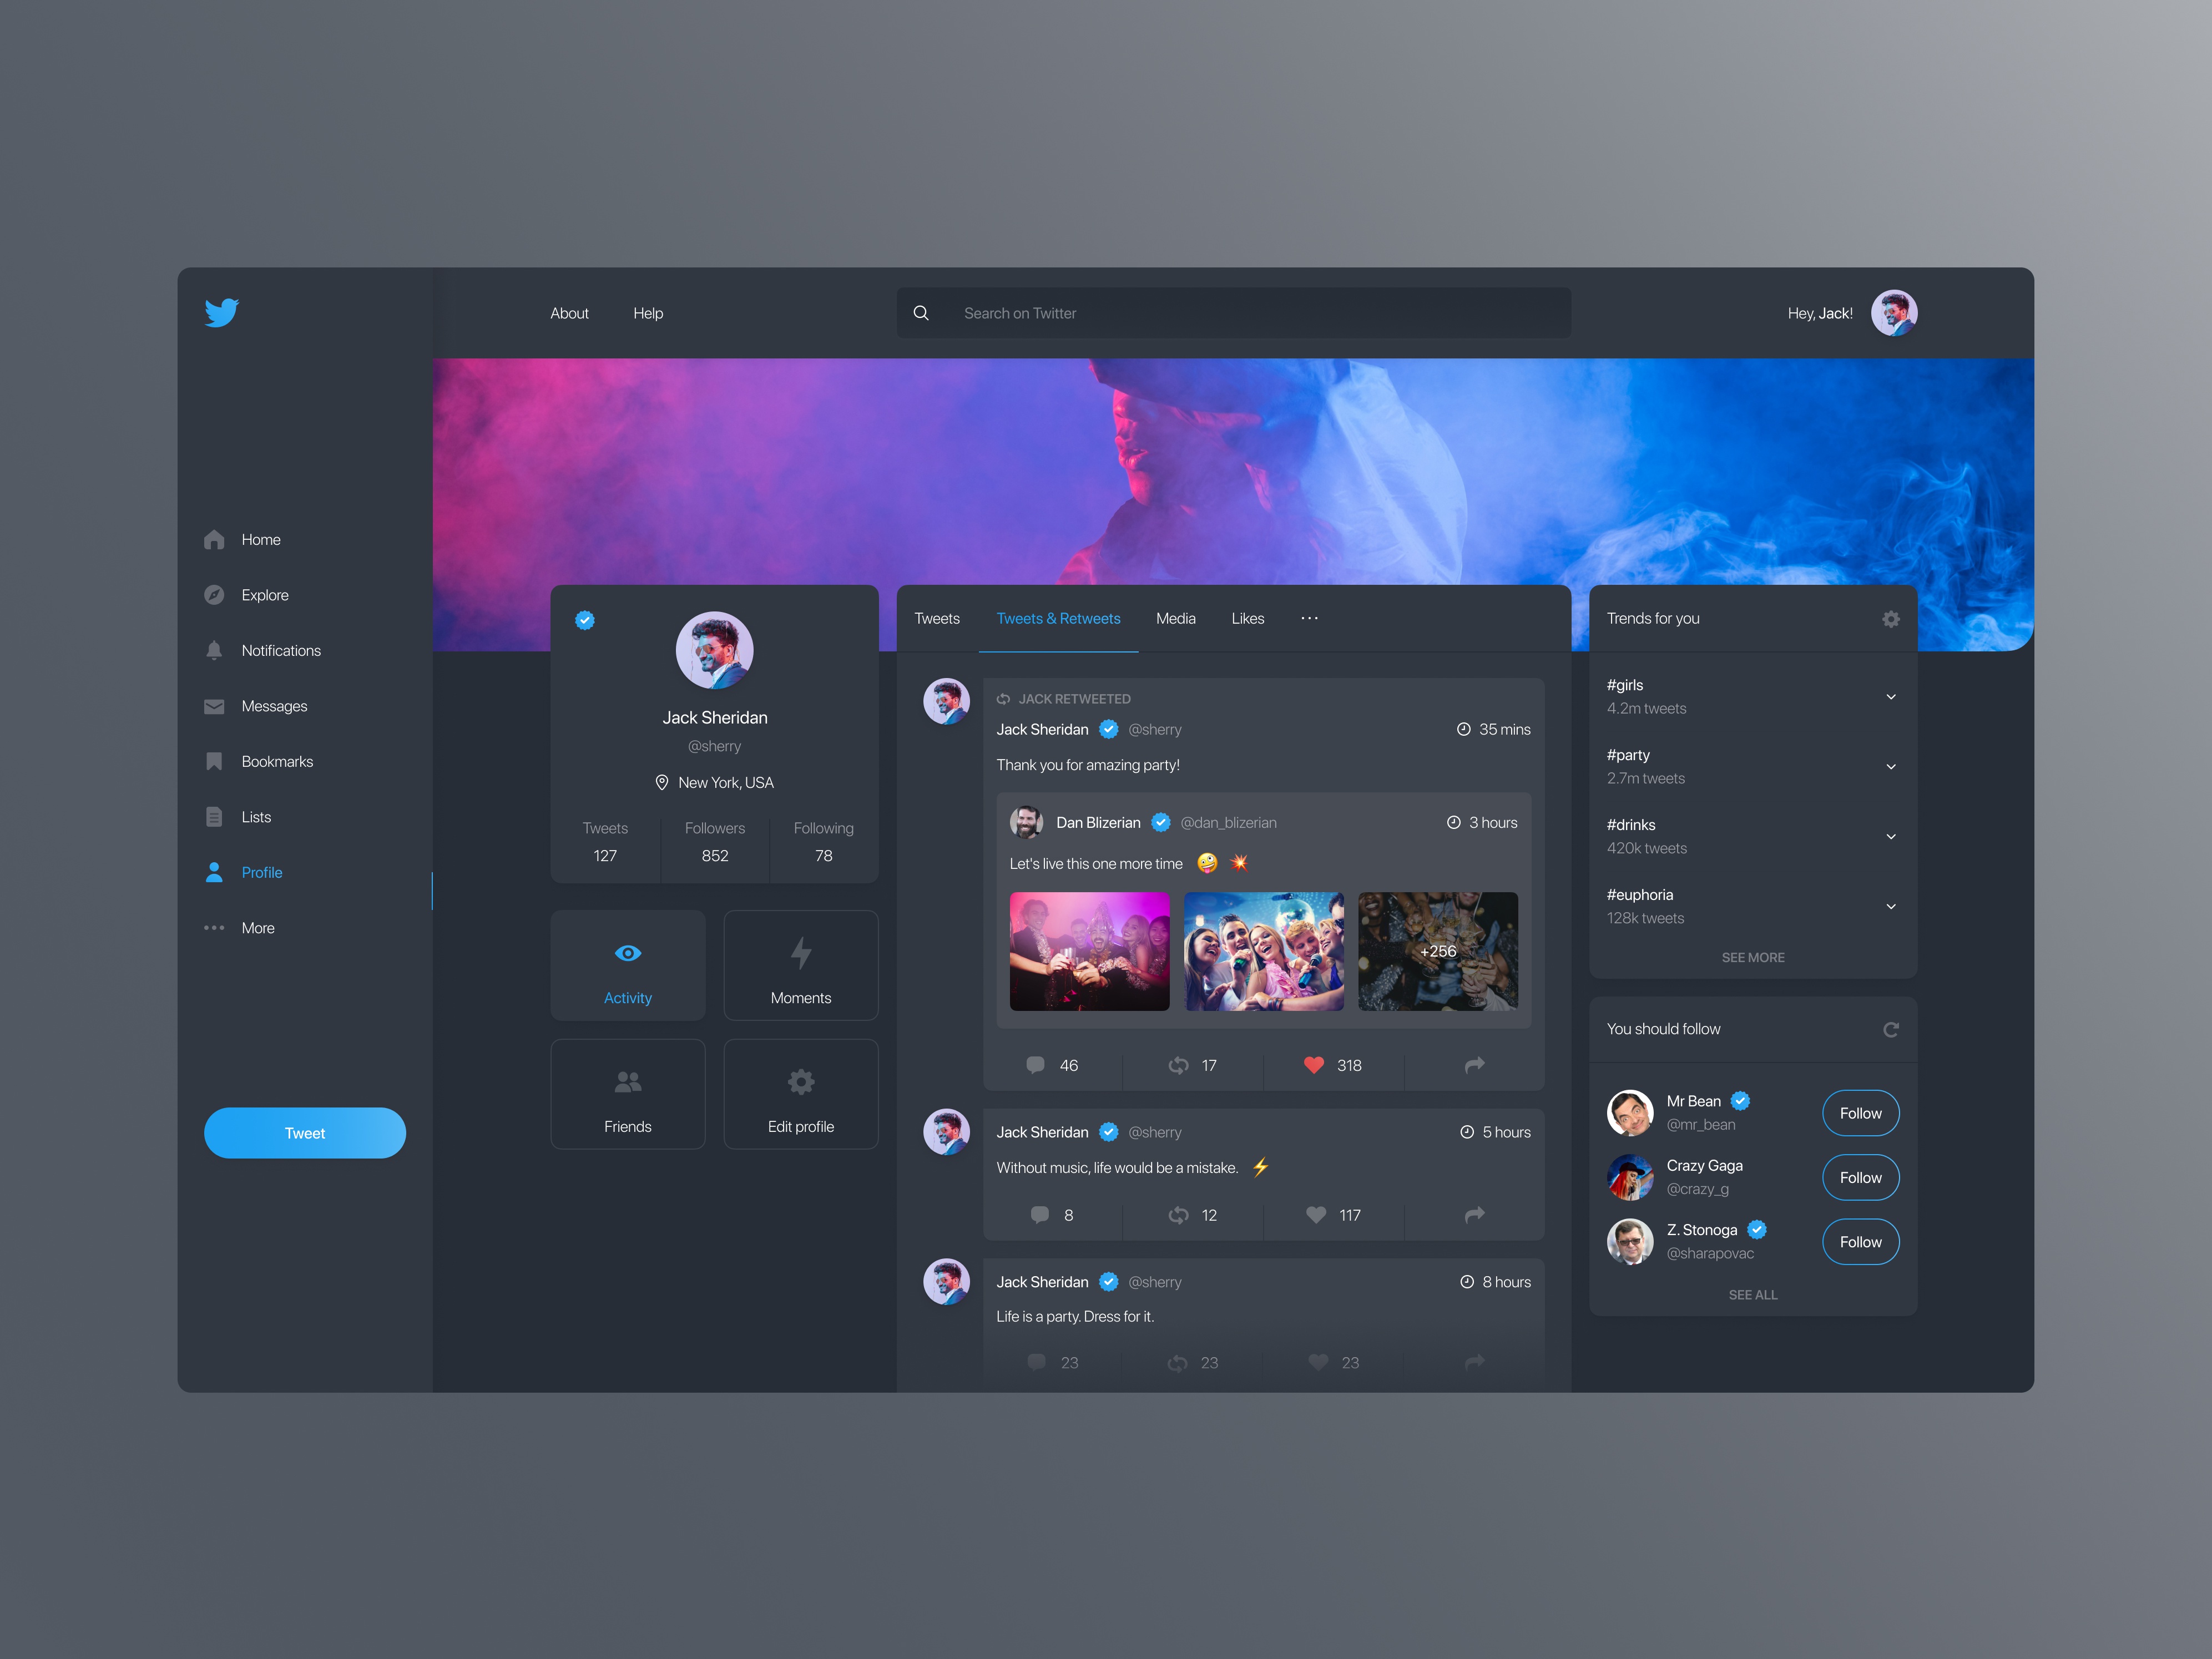 About
Help
Search on Twitter
Hey, Jack!
Home
Explore
Notifications
Messages
Bookmarks
Lists
Profile
More
Tweet
Jack Sheridan
@sherry
New York, USA
Tweets Followers Following
127 852 78
Activity
Moments
Friends
Edit profile
Tweets
Tweets & Retweets
Media
Likes
JACK RETWEETED
Jack Sheridan @sherry 35 mins
Thank you for amazing party!
Dan Blizerian @dan_blizerian 3 hours
Let's live this one more time 🤪 💥
+256
46 17 318
Jack Sheridan @sherry 5 hours
Without music, life would be a mistake. ⚡
8 12 117
Jack Sheridan @sherry 8 hours
Life is a party. Dress for it.
23 23 23
Trends for you
#girls
4.2m tweets
#party
2.7m tweets
#drinks
420k tweets
#euphoria
128k tweets
SEE MORE
You should follow
Mr Bean
@mr_bean
Follow
Crazy Gaga
@crazy_g
Follow
Z. Stonoga
@sharapovac
Follow
SEE ALL